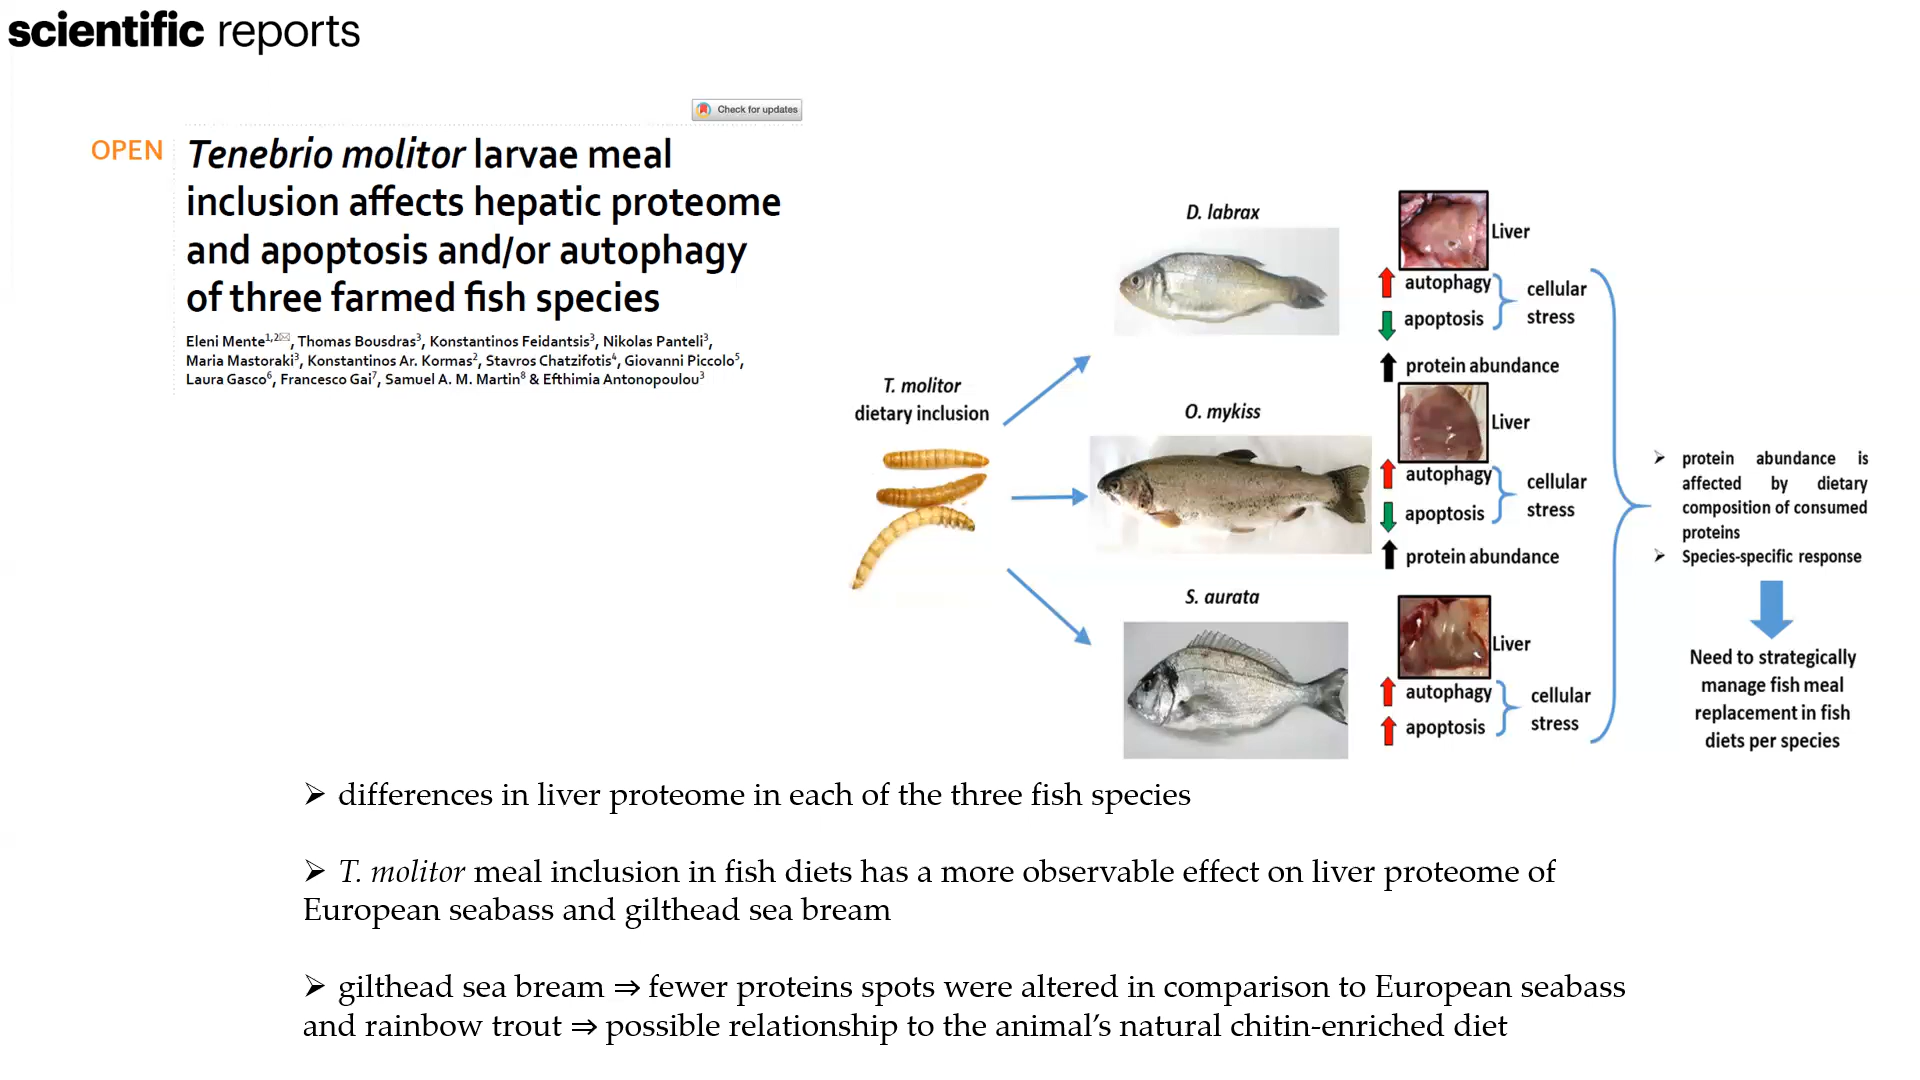 scientific reports
Check for updates
OPEN
Tenebrio molitor larvae meal
inclusion affects hepatic proteome
and apoptosis and/or autophagy
of three farmed fish species
Eleni Mente1,2✉, Thomas Bousdras3, Konstantinos Feidantsis3, Nikolas Panteli3,
Maria Mastoraki3, Konstantinos Ar. Kormas2, Stavros Chatzifotis4, Giovanni Piccolo5,
Laura Gasco6, Francesco Gai7, Samuel A. M. Martin8 & Efthimia Antonopoulou3
T. molitor
dietary inclusion
D. labrax
Liver
autophagy
apoptosis
cellular
stress
protein abundance
O. mykiss
Liver
autophagy
apoptosis
cellular
stress
protein abundance
S. aurata
Liver
autophagy
apoptosis
cellular
stress
➢ protein abundance is
affected by dietary
composition of consumed
proteins
➢ Species-specific response
Need to strategically
manage fish meal
replacement in fish
diets per species
➢ differences in liver proteome in each of the three fish species
➢ T. molitor meal inclusion in fish diets has a more observable effect on liver proteome of
European seabass and gilthead sea bream
➢ gilthead sea bream ⇒ fewer proteins spots were altered in comparison to European seabass
and rainbow trout ⇒ possible relationship to the animal’s natural chitin-enriched diet